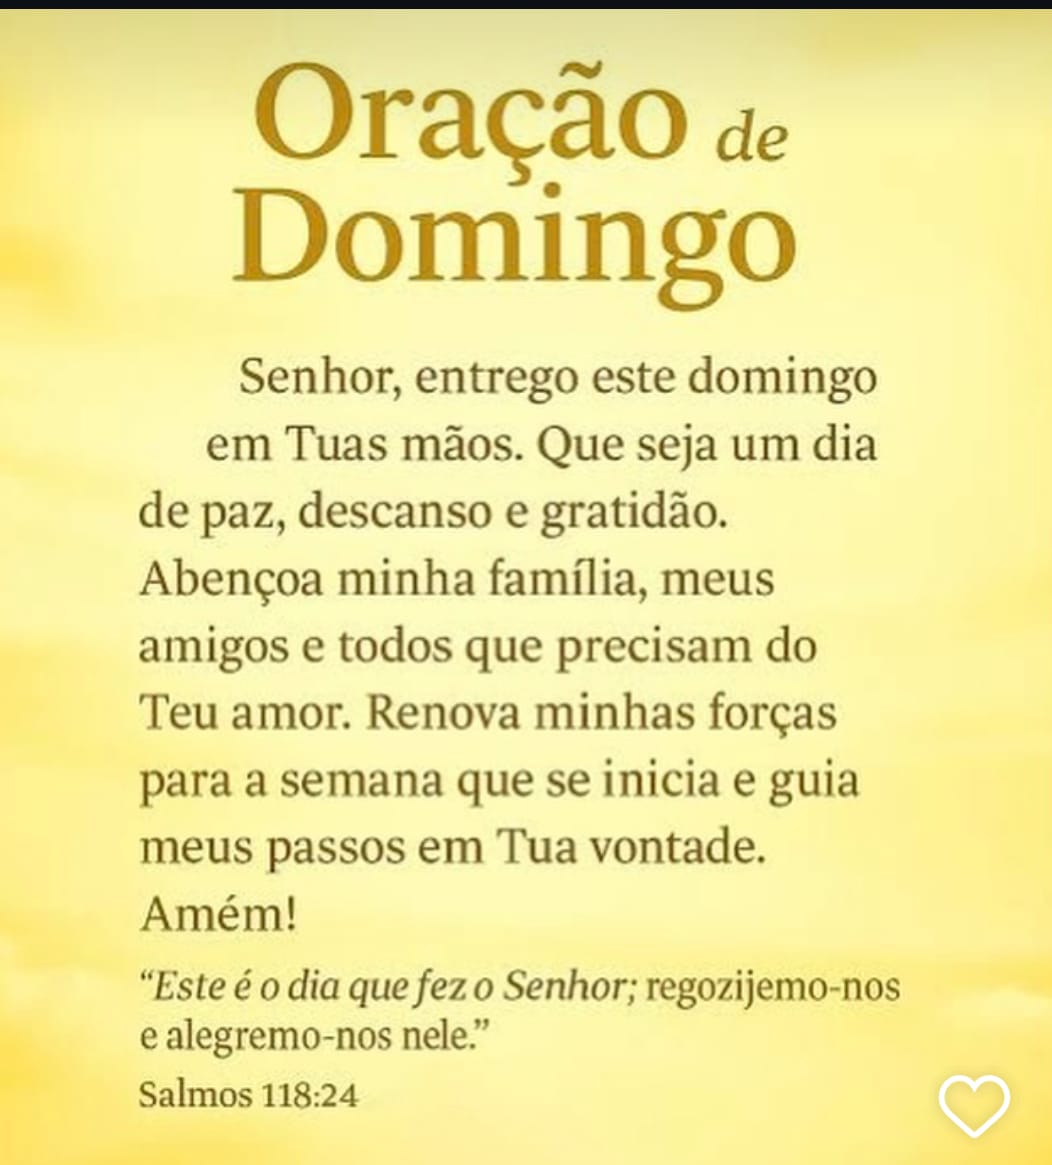 Oração de
Domingo
Senhor, entrego este domingo
em Tuas mãos. Que seja um dia
de paz, descanso e gratidão.
Abençoa minha família, meus
amigos e todos que precisam do
Teu amor. Renova minhas forças
para a semana que se inicia e guia
meus passos em Tua vontade.
Amém!
“Este é o dia que fez o Senhor; regozijemo-nos
e alegremo-nos nele.”
Salmos 118:24